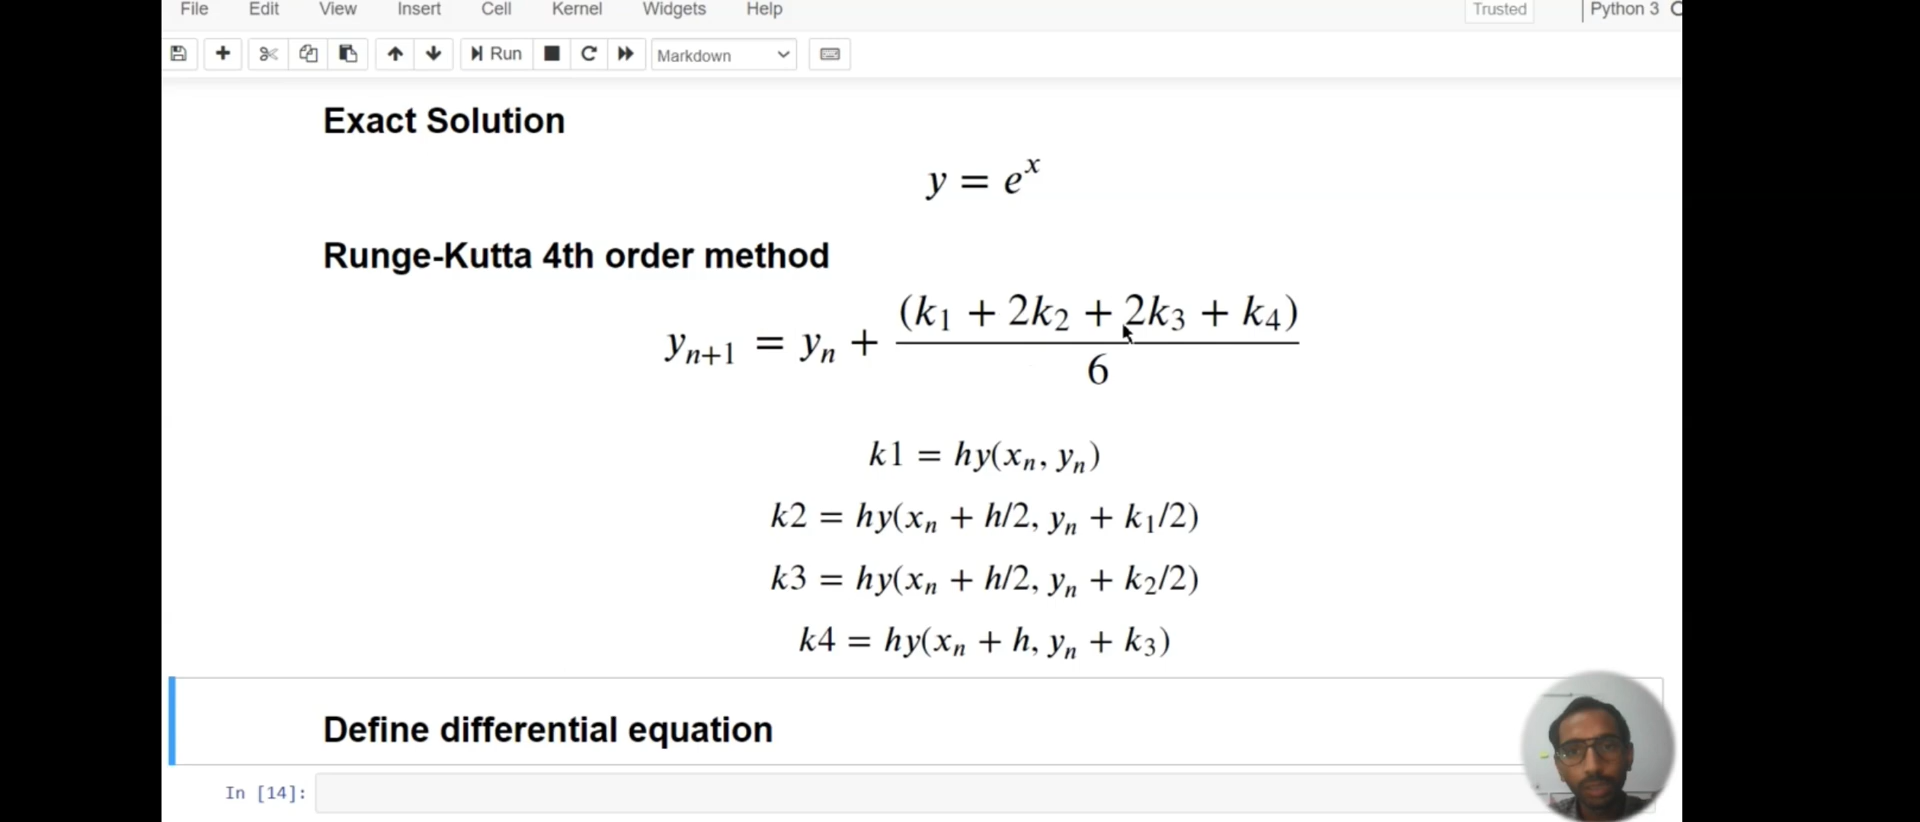 File Edit View Insert Cell Kernel Widgets Help Trusted Python 3
Run Markdown
Exact Solution
y = e^x
Runge-Kutta 4th order method
y_{n+1} = y_n + \frac{(k_1 + 2k_2 + 2k_3 + k_4)}{6}
k1 = hy(x_n, y_n)
k2 = hy(x_n + h/2, y_n + k_1/2)
k3 = hy(x_n + h/2, y_n + k_2/2)
k4 = hy(x_n + h, y_n + k_3)
Define differential equation
In [14]: